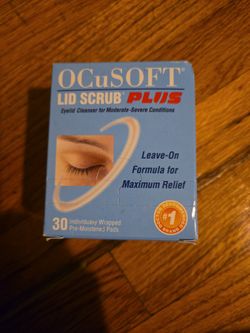 OCuSOFT®
LID SCRUB® PLUS
Eyelid Cleanser for Moderate-Severe Conditions
Leave-On
Formula for
Maximum Relief
30 Individually Wrapped
Pre-Moistened Pads
#1